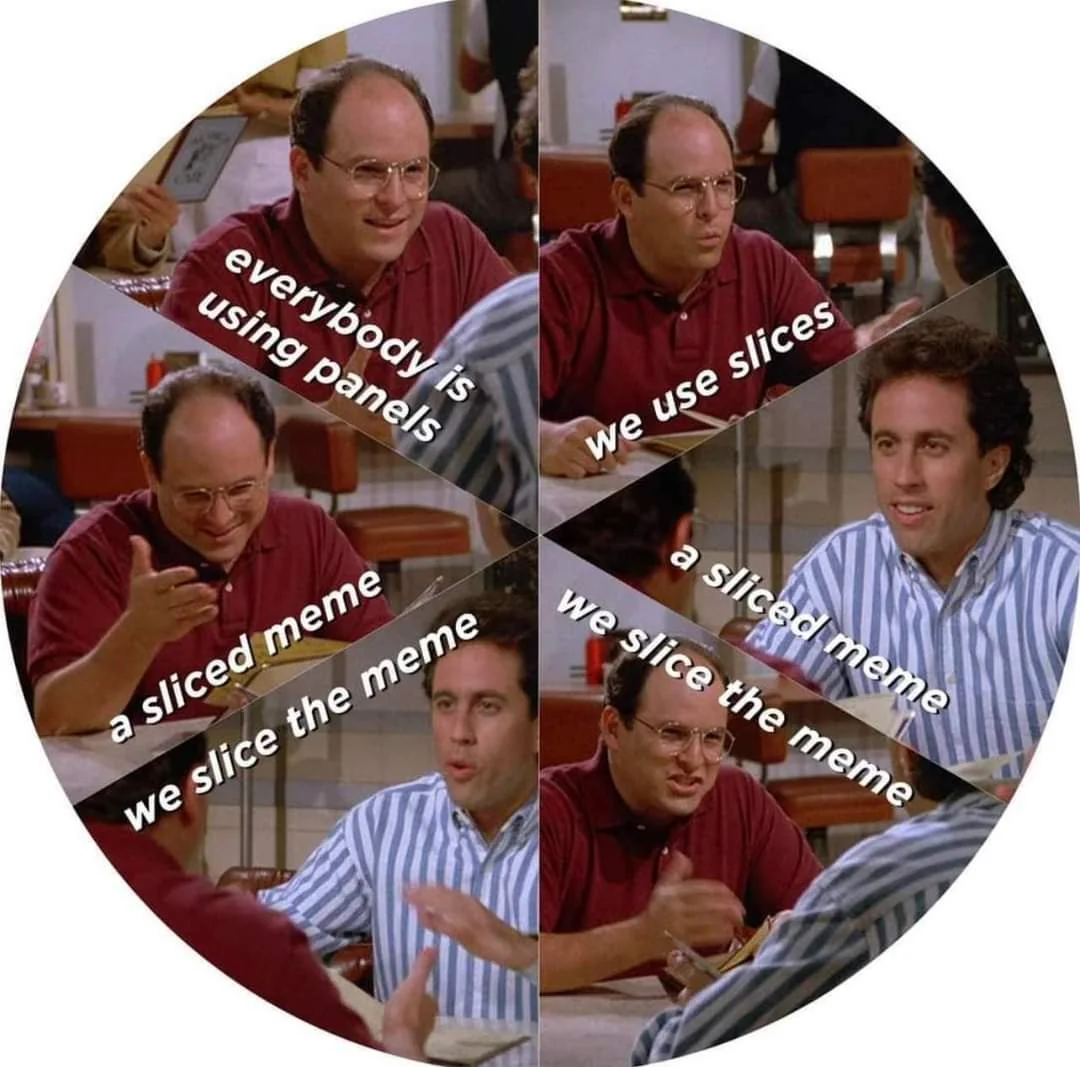 everybody is
using panels
we use slices
a sliced meme
we slice the meme
we slice the meme
a sliced meme